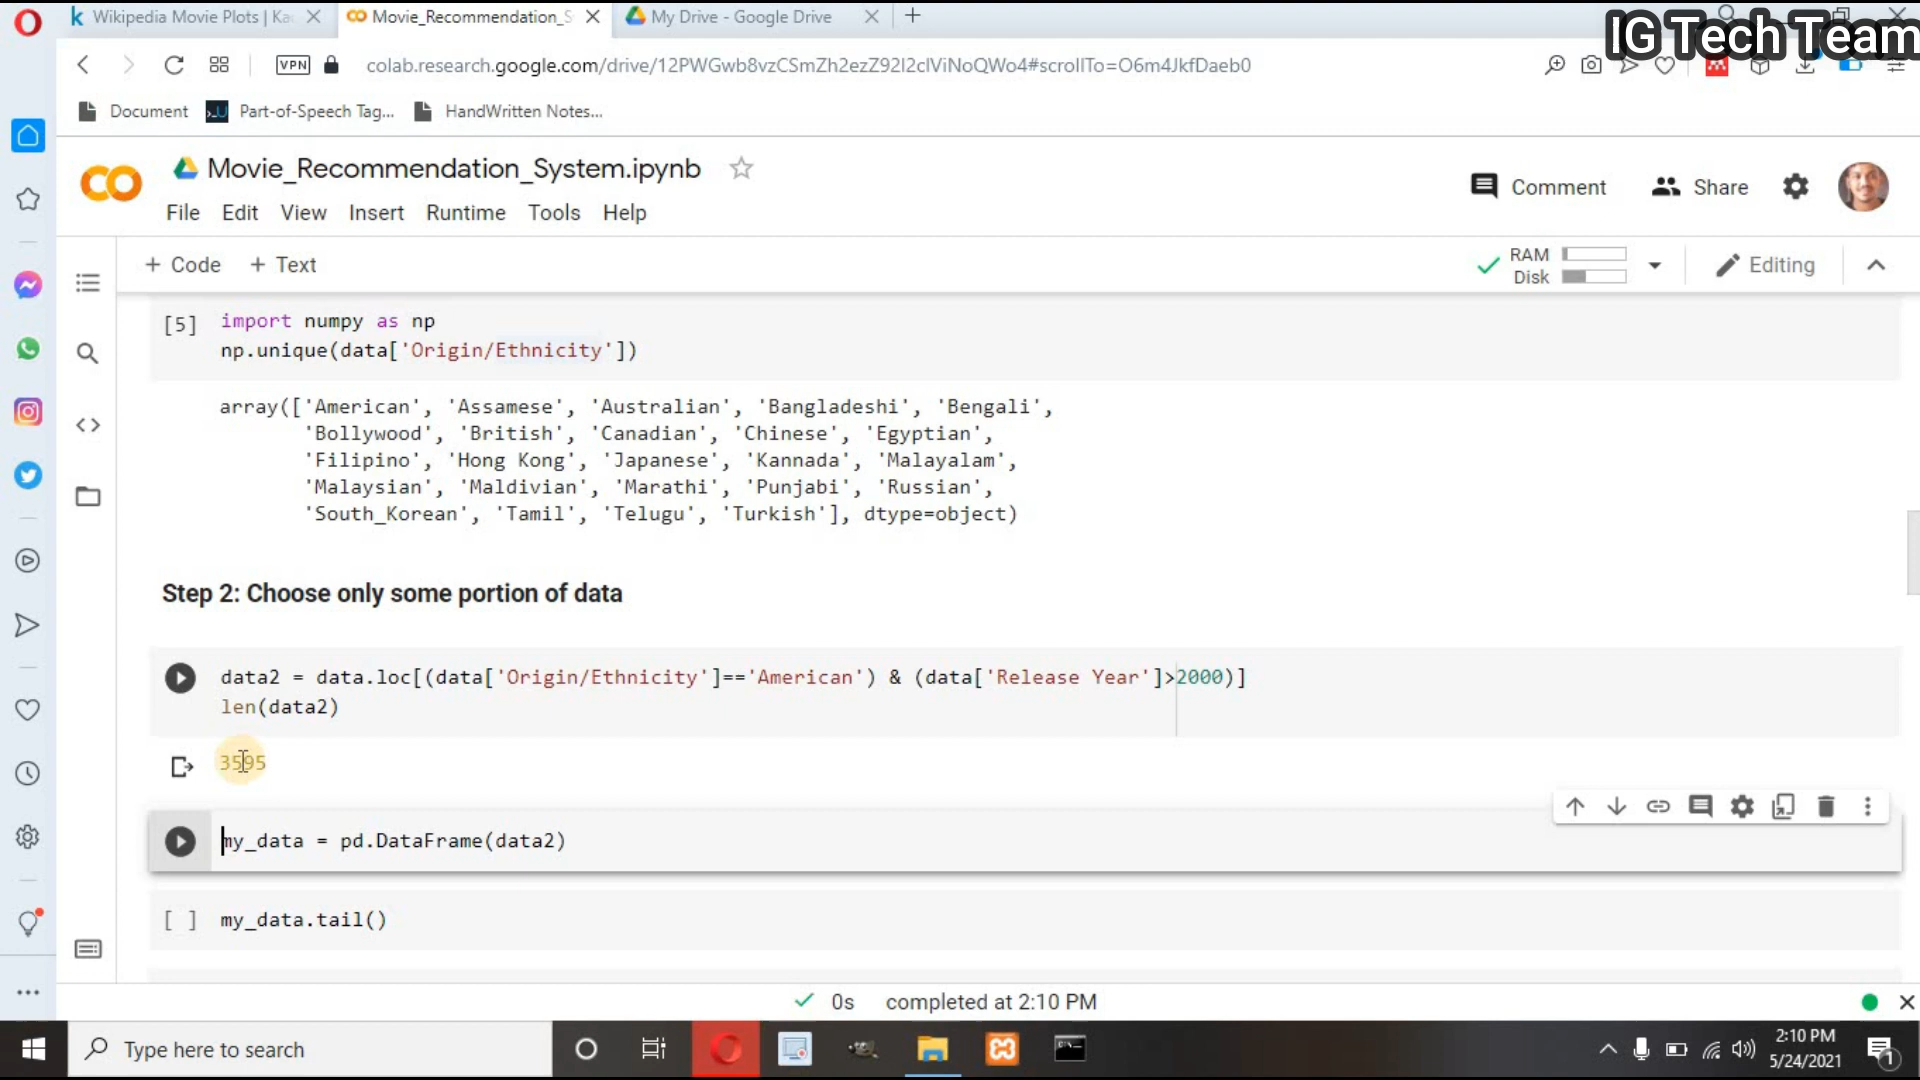 Wikipedia Movie Plots | Ka
Movie_Recommendation_S
My Drive - Google Drive
IG Tech Team
VPN
colab.research.google.com/drive/12PWGwb8vzCSmZh2ezZ92l2clViNoQWo4#scrollTo=O6m4JkfDaeb0
Document
Part-of-Speech Tag...
HandWritten Notes...
Movie_Recommendation_System.ipynb
Comment
Share
File Edit View Insert Runtime Tools Help
+ Code + Text
RAM
Disk
Editing
[5] import numpy as np
np.unique(data['Origin/Ethnicity'])
array(['American', 'Assamese', 'Australian', 'Bangladeshi', 'Bengali',
'Bollywood', 'British', 'Canadian', 'Chinese', 'Egyptian',
'Filipino', 'Hong Kong', 'Japanese', 'Kannada', 'Malayalam',
'Malaysian', 'Maldivian', 'Marathi', 'Punjabi', 'Russian',
'South_Korean', 'Tamil', 'Telugu', 'Turkish'], dtype=object)
Step 2: Choose only some portion of data
data2 = data.loc[(data['Origin/Ethnicity']=='American') & (data['Release Year']>2000)]
len(data2)
3595
my_data = pd.DataFrame(data2)
[ ] my_data.tail()
0s completed at 2:10 PM
Type here to search
2:10 PM
5/24/2021
1